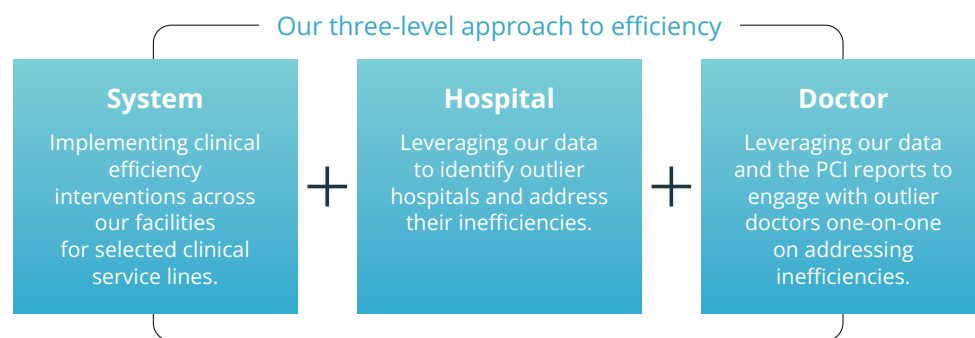 Our three-level approach to efficiency
System
Implementing clinical
efficiency
interventions across
our facilities
for selected clinical
service lines.
+
Hospital
Leveraging our data
to identify outlier
hospitals and address
their inefficiencies.
+
Doctor
Leveraging our data
and the PCI reports to
engage with outlier
doctors one-on-one
on addressing
inefficiencies.